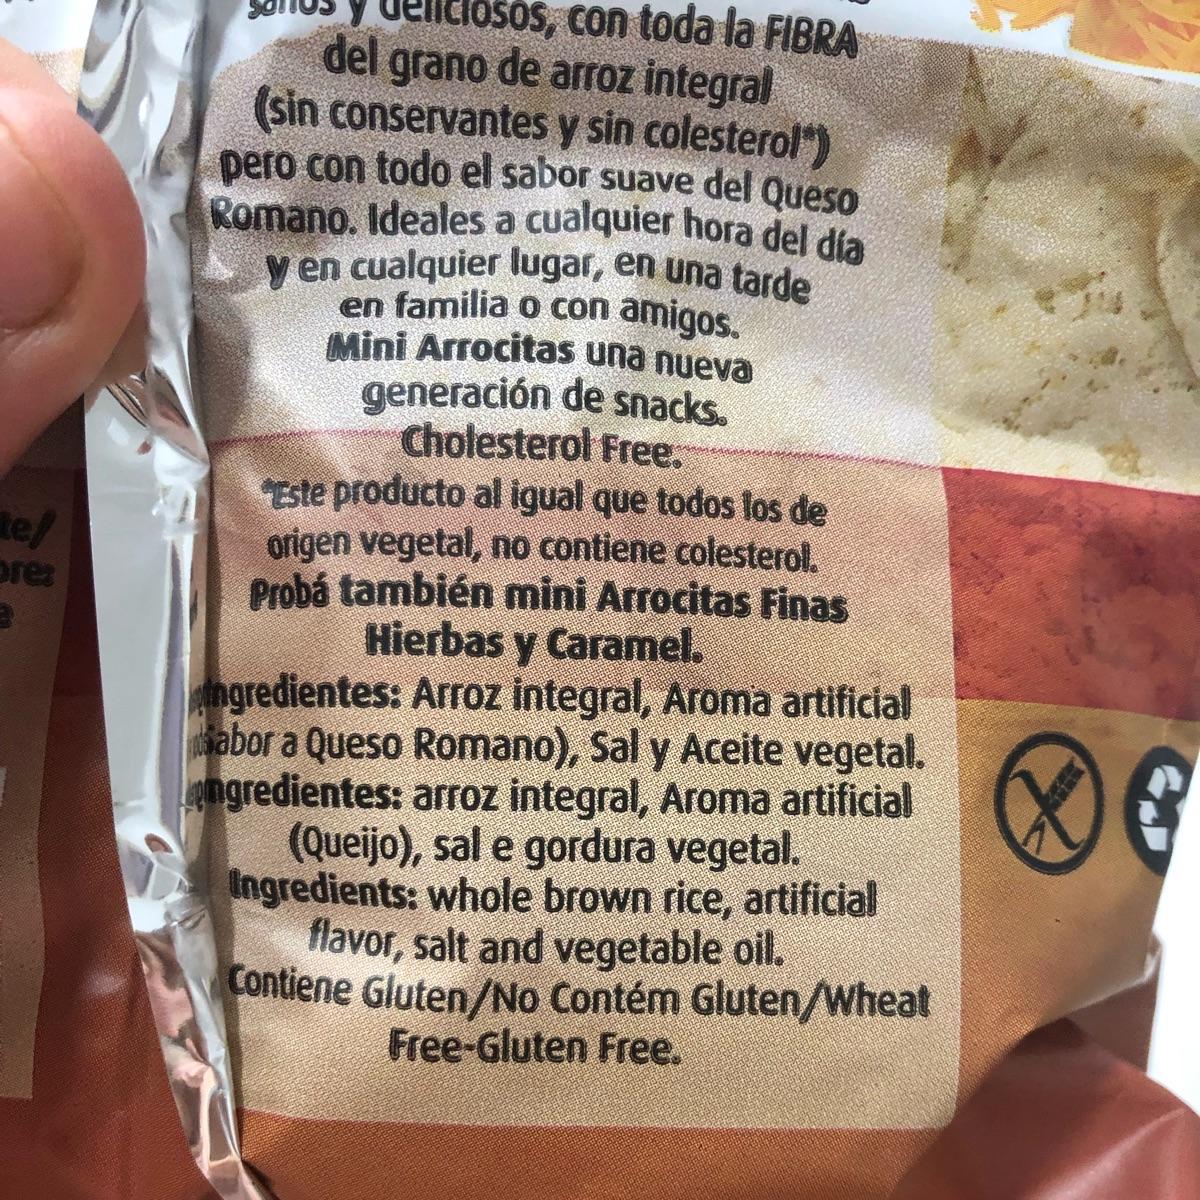 y deliciosos, con toda la FIBRA
del grano de arroz integral
(sin conservantes y sin colesterol*)
pero con todo el sabor suave del Queso
Romano. Ideales a cualquier hora del día
y en cualquier lugar, en una tarde
en familia o con amigos.
Mini Arrocitas una nueva
generación de snacks.
Cholesterol Free.
*Este producto al igual que todos los de
origen vegetal, no contiene colesterol.
Probá también mini Arrocitas Finas
Hierbas y Caramel.
Ingredientes: Arroz integral, Aroma artificial
(Sabor a Queso Romano), Sal y Aceite vegetal.
Ingredientes: arroz integral, Aroma artificial
(Queijo), sal e gordura vegetal.
Ingredients: whole brown rice, artificial
flavor, salt and vegetable oil.
Contiene Gluten/No Contém Gluten/Wheat
Free-Gluten Free.